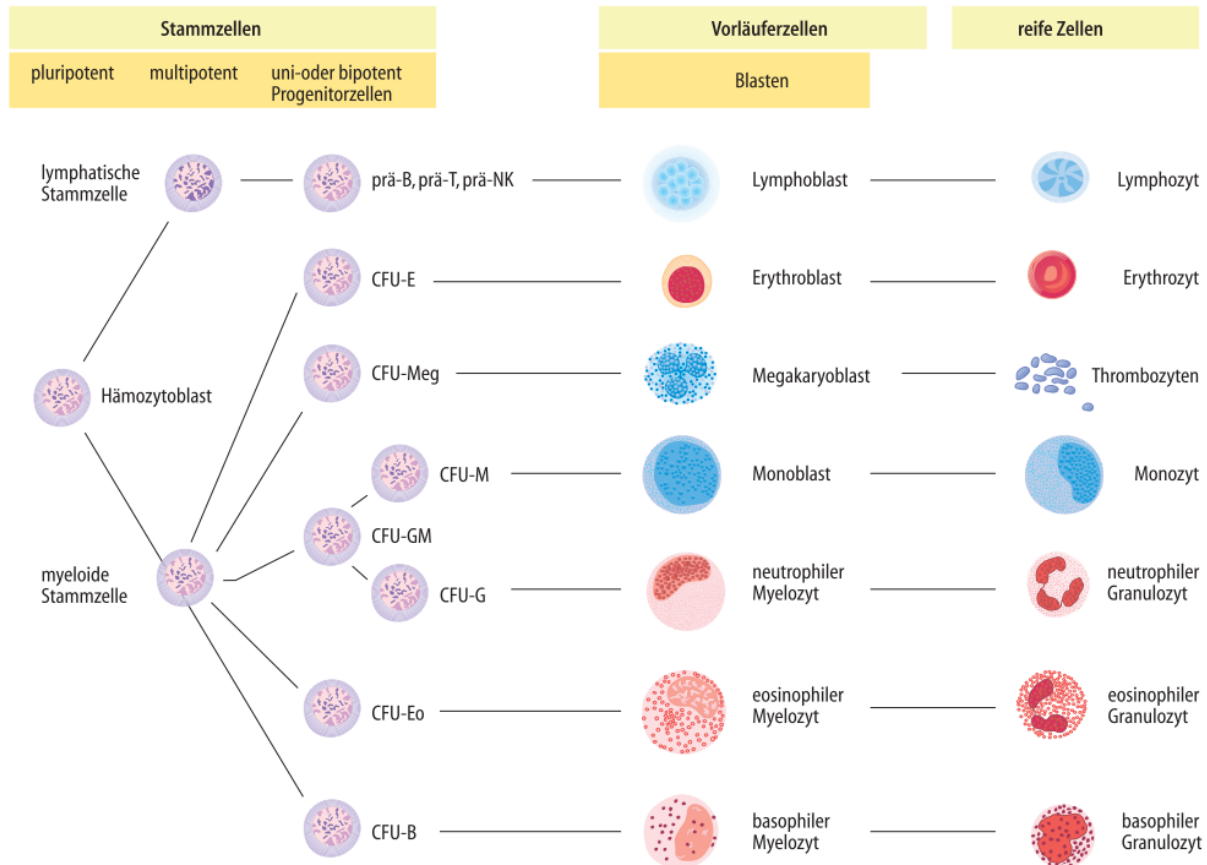 Stammzellen
Vorläuferzellen
reife Zellen
pluripotent
multipotent
uni-oder bipotent
Progenitorzellen
Blasten
lymphatische
Stammzelle
prä-B, prä-T, prä-NK
Lymphoblast
Lymphozyt
CFU-E
Erythroblast
Erythrozyt
Hämozytoblast
CFU-Meg
Megakaryoblast
Thrombozyten
CFU-M
Monoblast
Monozyt
CFU-GM
myeloide
Stammzelle
CFU-G
neutrophiler
Myelozyt
neutrophiler
Granulozyt
CFU-Eo
eosinophiler
Myelozyt
eosinophiler
Granulozyt
CFU-B
basophiler
Myelozyt
basophiler
Granulozyt